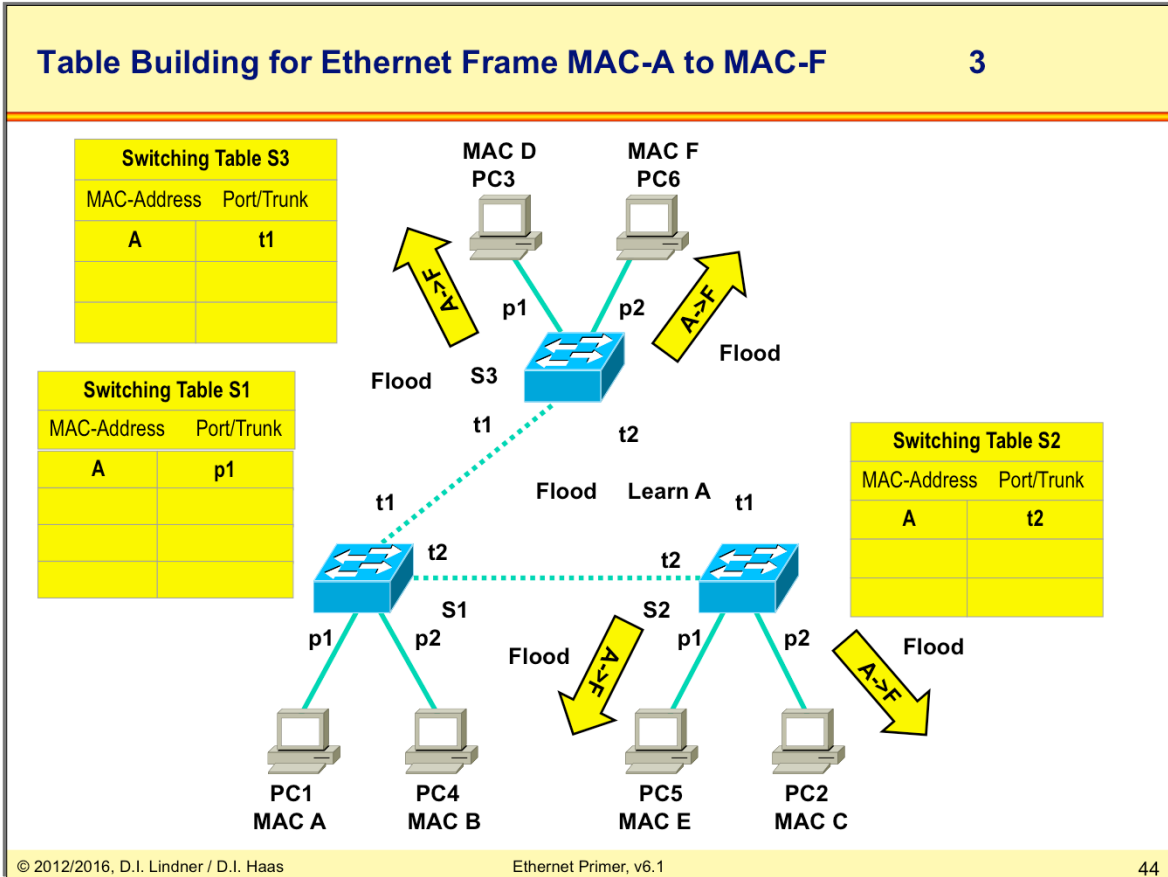 Table Building for Ethernet Frame MAC-A to MAC-F 3
Switching Table S3
MAC-Address Port/Trunk
A t1
MAC D
PC3
MAC F
PC6
A->F
A->F
p1
p2
Flood
Flood
S3
Switching Table S1
MAC-Address Port/Trunk
A p1
t1
t2
Switching Table S2
MAC-Address Port/Trunk
A t2
Flood Learn A
t1
t1
t2
t2
S1
S2
p1
p2
Flood
A->F
p1
p2
A->F
Flood
PC1
MAC A
PC4
MAC B
PC5
MAC E
PC2
MAC C
© 2012/2016, D.I. Lindner / D.I. Haas
Ethernet Primer, v6.1
44